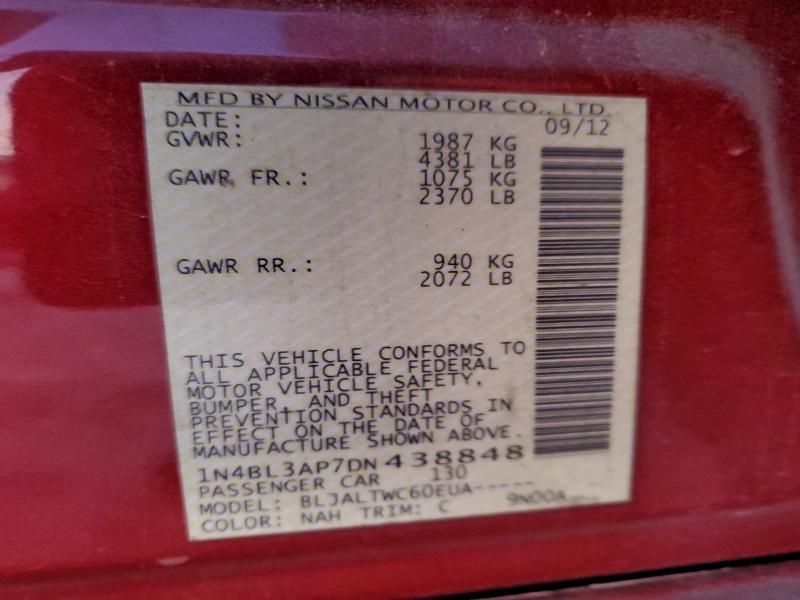 MFD BY NISSAN MOTOR CO., LTD.
DATE: 09/12
GVWR: 1987 KG
4381 LB
GAWR FR.: 1075 KG
2370 LB
GAWR RR.: 940 KG
2072 LB
THIS VEHICLE CONFORMS TO
ALL APPLICABLE FEDERAL
MOTOR VEHICLE SAFETY,
BUMPER, AND THEFT
PREVENTION STANDARDS IN
EFFECT ON THE DATE OF
MANUFACTURE SHOWN ABOVE.
1N4BL3AP7DN438848
PASSENGER CAR 130
MODEL: BLJALTWC60EUA-----
COLOR: NAH TRIM: C 9N00A